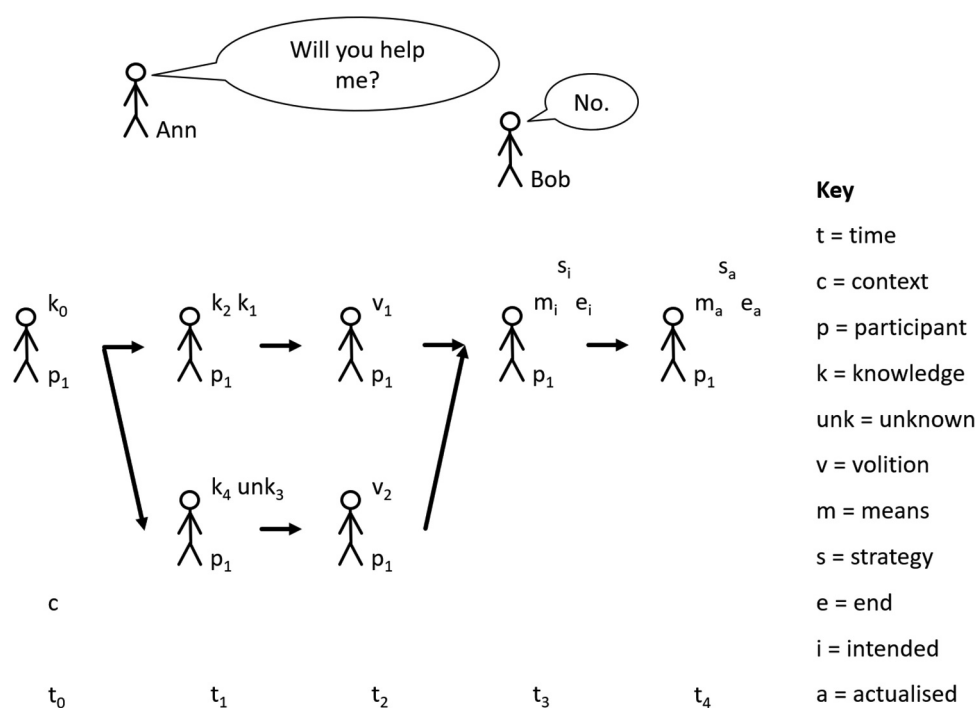 Will you help
me?
No.
Ann
Bob
Key
t = time
c = context
p = participant
k = knowledge
unk = unknown
v = volition
m = means
s = strategy
e = end
i = intended
a = actualised
sᵢ
sₐ
k₀
k₂ k₁
v₁
mᵢ eᵢ
mₐ eₐ
p₁
p₁
p₁
p₁
p₁
k₄ unk₃
v₂
p₁
p₁
c
t₀
t₁
t₂
t₃
t₄